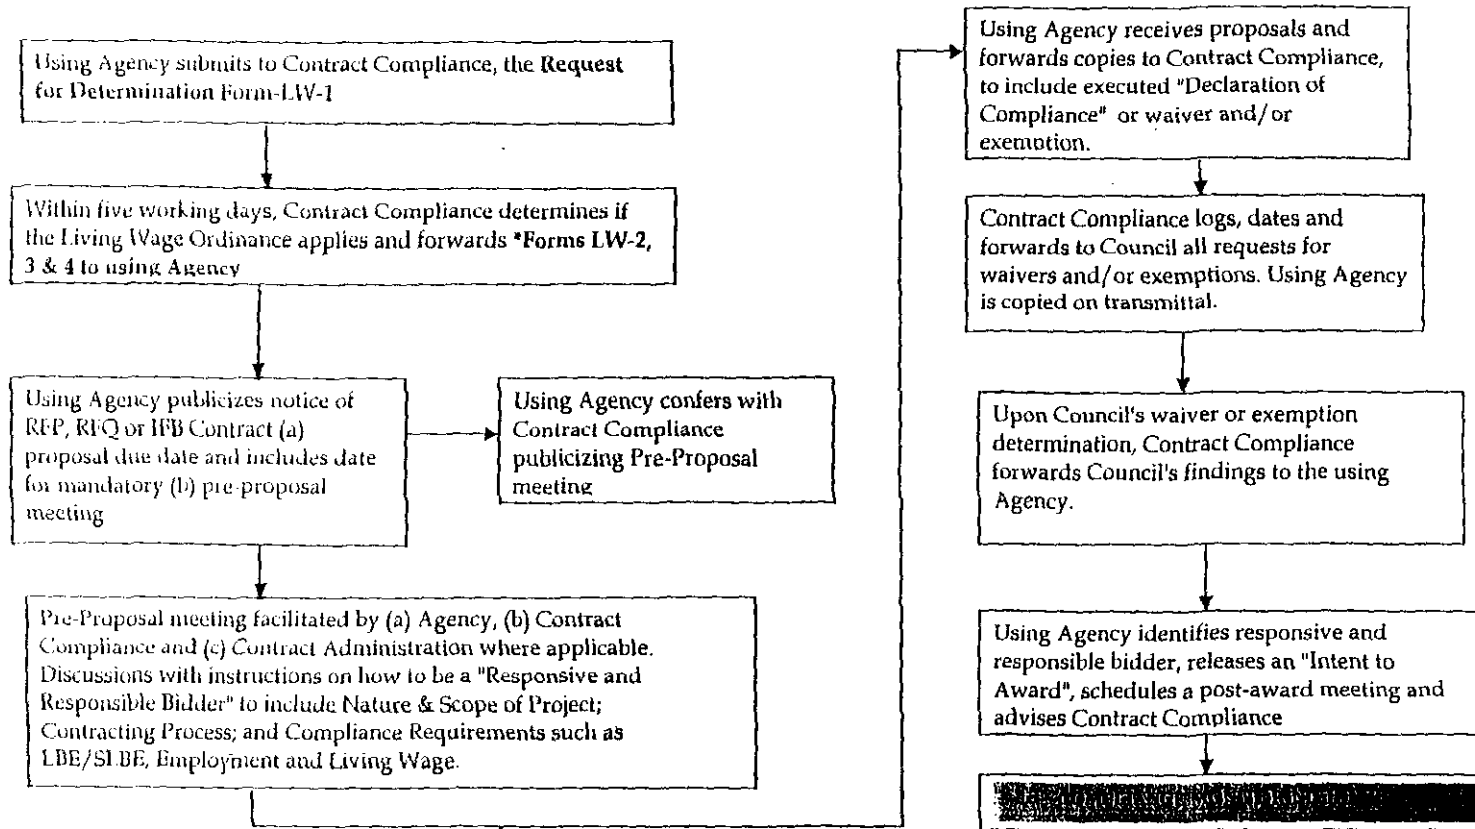 Using Agency submits to Contract Compliance, the Request
for Determination Form-LW-1
Within five working days, Contract Compliance determines if
the Living Wage Ordinance applies and forwards *Forms LW-2,
3 & 4 to using Agency
Using Agency publicizes notice of
RFP, RFQ or IFB Contract (a)
proposal due date and includes date
for mandatory (b) pre-proposal
meeting
Using Agency confers with
Contract Compliance
publicizing Pre-Proposal
meeting
Pre-Proposal meeting facilitated by (a) Agency, (b) Contract
Compliance and (c) Contract Administration where applicable.
Discussions with instructions on how to be a "Responsive and
Responsible Bidder" to include Nature & Scope of Project;
Contracting Process; and Compliance Requirements such as
LBE/SLBE, Employment and Living Wage.
Using Agency receives proposals and
forwards copies to Contract Compliance,
to include executed "Declaration of
Compliance" or waiver and/or
exemption.
Contract Compliance logs, dates and
forwards to Council all requests for
waivers and/or exemptions. Using Agency
is copied on transmittal.
Upon Council's waiver or exemption
determination, Contract Compliance
forwards Council's findings to the using
Agency.
Using Agency identifies responsive and
responsible bidder, releases an "Intent to
Award", schedules a post-award meeting and
advises Contract Compliance